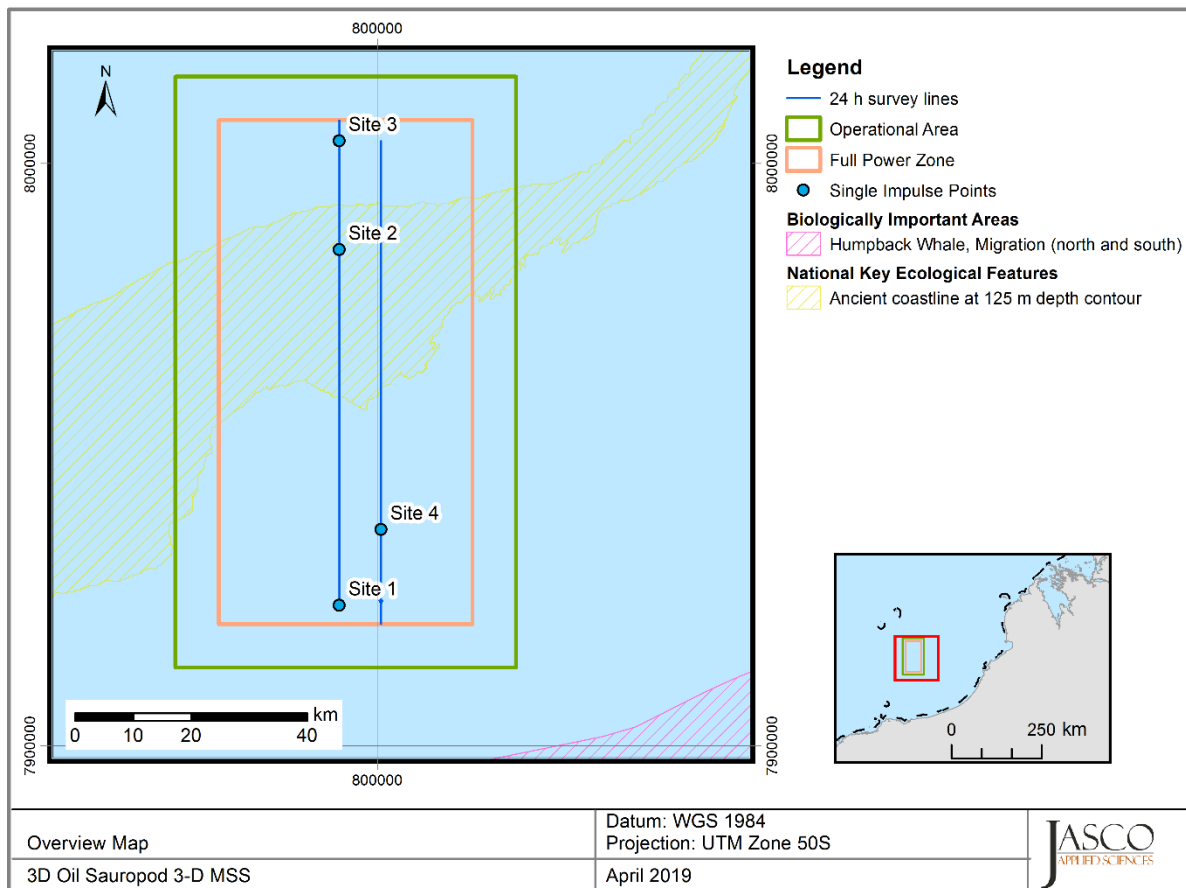 800000
N
8000000
8000000
Site 3
Site 2
Site 4
Site 1
km
0 10 20 40
7900000
7900000
800000
Legend
24 h survey lines
Operational Area
Full Power Zone
Single Impulse Points
Biologically Important Areas
Humpback Whale, Migration (north and south)
National Key Ecological Features
Ancient coastline at 125 m depth contour
0 250 km
Overview Map
3D Oil Sauropod 3-D MSS
Datum: WGS 1984
Projection: UTM Zone 50S
April 2019
JASCO
APPLIED SCIENCES